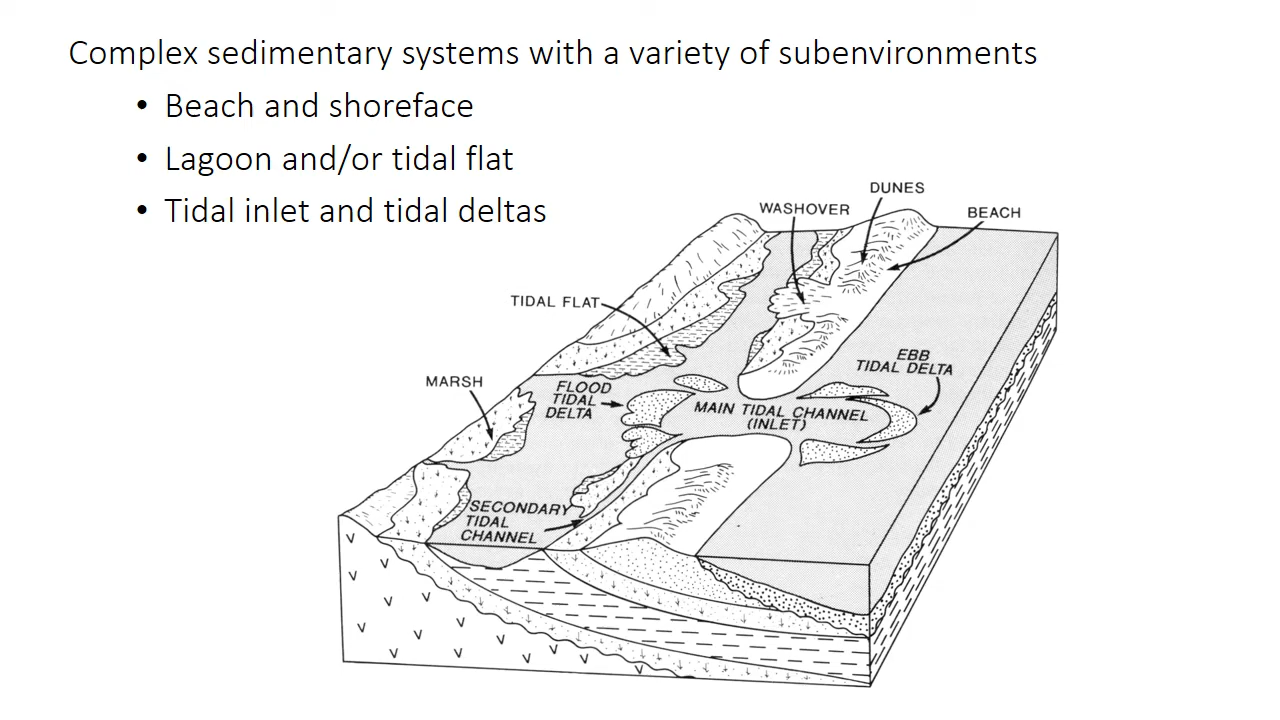 Complex sedimentary systems with a variety of subenvironments
• Beach and shoreface
• Lagoon and/or tidal flat
• Tidal inlet and tidal deltas
DUNES
WASHOVER
BEACH
TIDAL FLAT
EBB
TIDAL DELTA
MARSH
FLOOD
TIDAL
DELTA
MAIN TIDAL CHANNEL
(INLET)
SECONDARY
TIDAL
CHANNEL